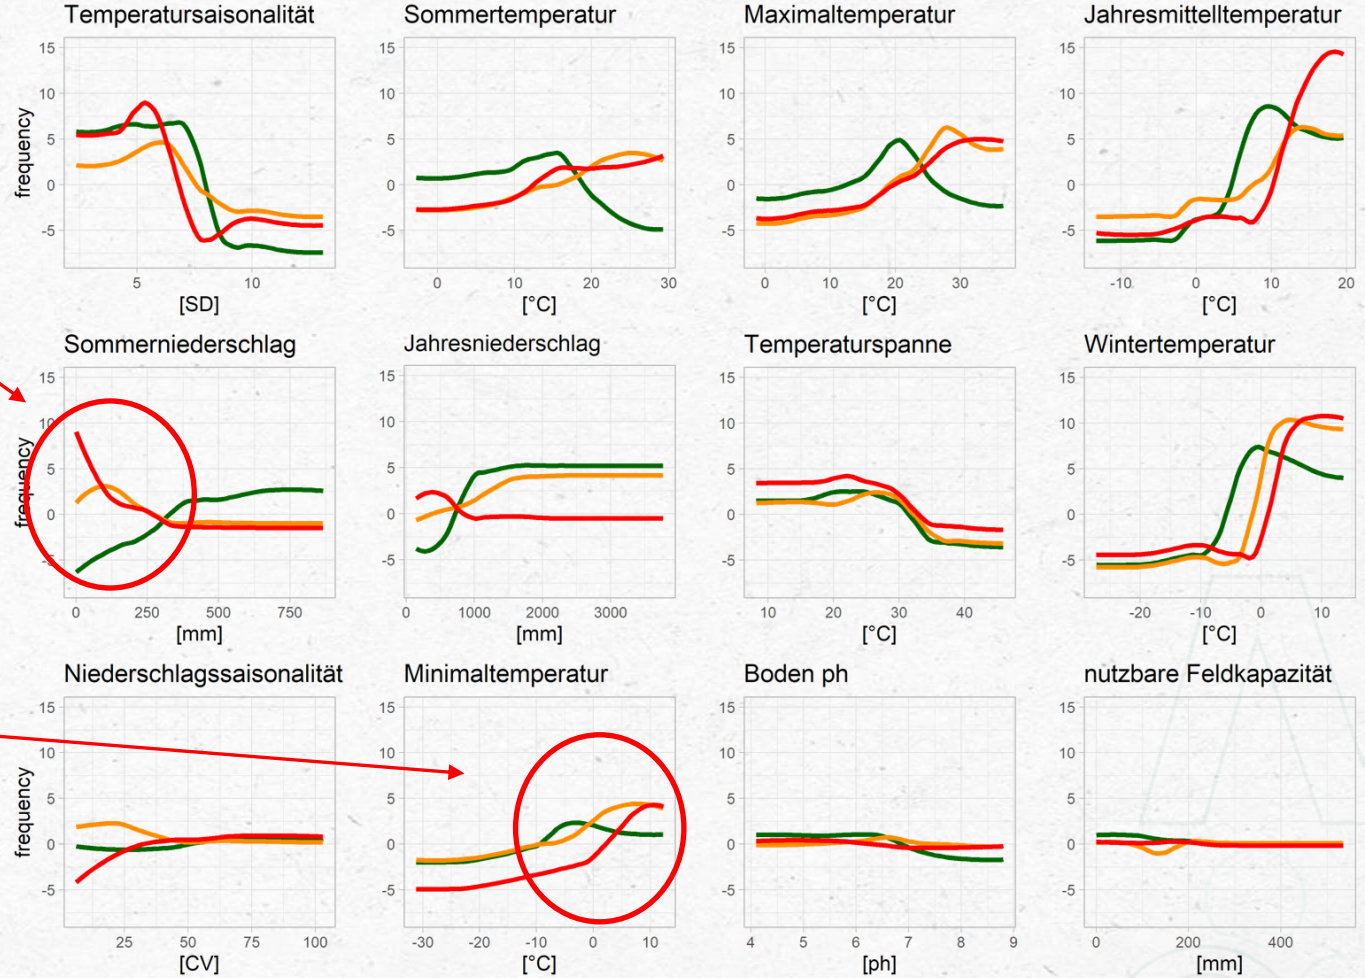 Temperatursaisonalität Sommertemperatur Maximaltemperatur Jahresmittelltemperatur
15 15 15 15
10 10 10 10
5 5 5 5
0 0 0 0
-5 -5 -5 -5
frequency
5 10 0 10 20 30 0 10 20 30 -10 0 10 20
[SD] [°C] [°C] [°C]
Sommerniederschlag Jahresniederschlag Temperaturspanne Wintertemperatur
15 15 15 15
10 10 10 10
5 5 5 5
0 0 0 0
-5 -5 -5 -5
frequency
0 250 500 750 0 1000 2000 3000 10 20 30 40 -20 -10 0 10
[mm] [mm] [°C] [°C]
Niederschlagssaisonalität Minimaltemperatur Boden ph nutzbare Feldkapazität
15 15 15 15
10 10 10 10
5 5 5 5
0 0 0 0
-5 -5 -5 -5
frequency
25 50 75 100 -30 -20 -10 0 10 4 5 6 7 8 9 0 200 400
[CV] [°C] [ph] [mm]